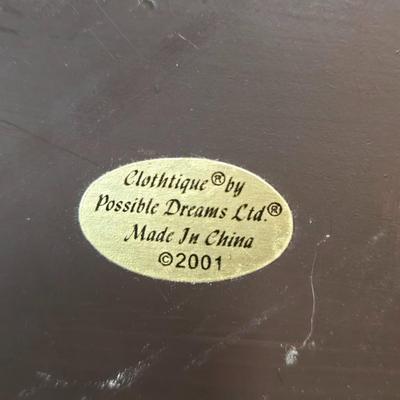 Clothtique® by
Possible Dreams Ltd.®
Made In China
©2001